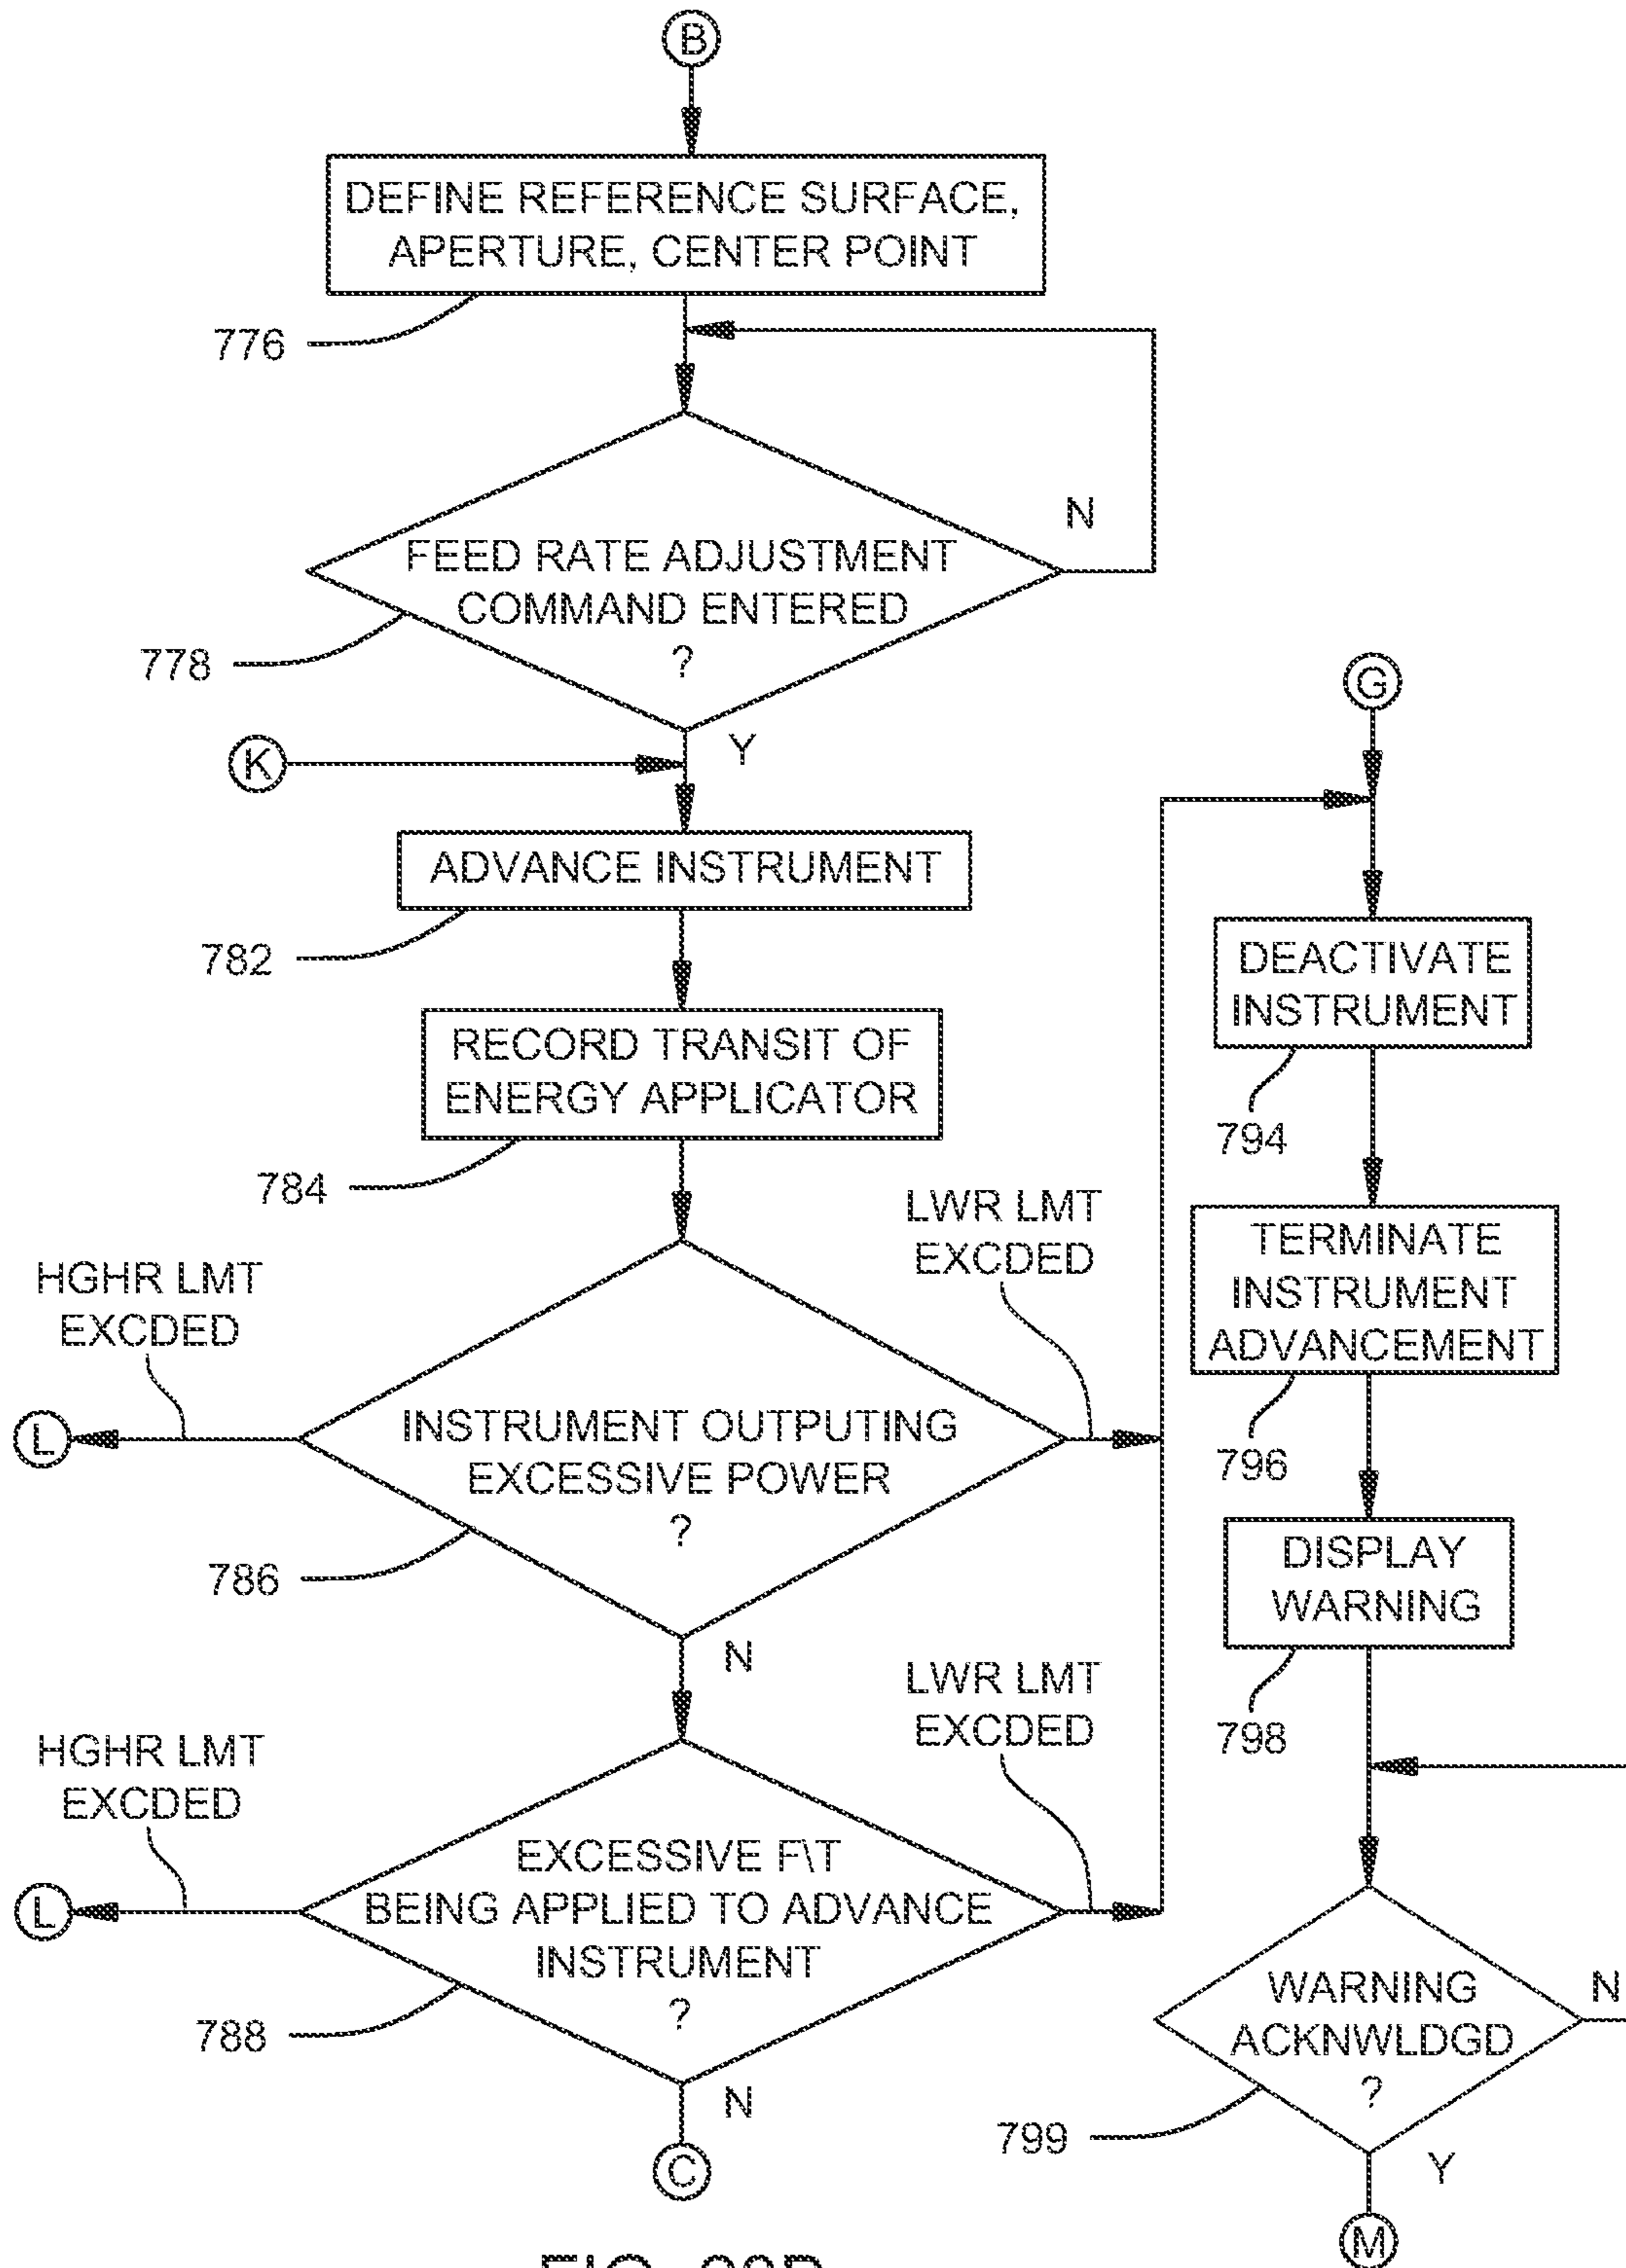 B
DEFINE REFERENCE SURFACE,
APERTURE, CENTER POINT
776
FEED RATE ADJUSTMENT
COMMAND ENTERED
?
N
778
Y
K
ADVANCE INSTRUMENT
782
RECORD TRANSIT OF
ENERGY APPLICATOR
784
HGHR LMT
EXCDED
LWR LMT
EXCDED
L
INSTRUMENT OUTPUTING
EXCESSIVE POWER
?
786
N
HGHR LMT
EXCDED
LWR LMT
EXCDED
L
EXCESSIVE F\T
BEING APPLIED TO ADVANCE
INSTRUMENT
?
788
N
C
G
DEACTIVATE
INSTRUMENT
794
TERMINATE
INSTRUMENT
ADVANCEMENT
796
DISPLAY
WARNING
798
WARNING
ACKNWLDGD
?
N
799
Y
M